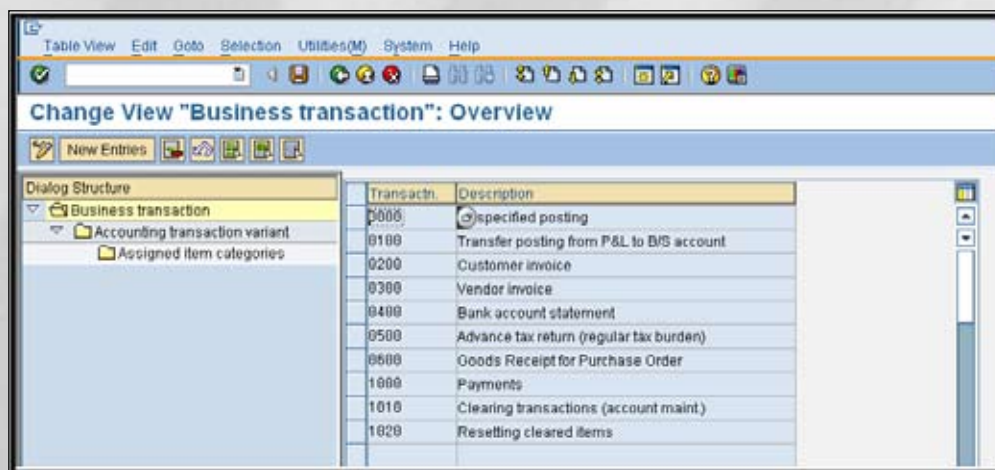 Table View Edit Goto Selection Utilities(M) System Help
Change View "Business transaction": Overview
New Entries
Dialog Structure
Business transaction
Accounting transaction variant
Assigned item categories
Transactn. Description
0000 specified posting
0100 Transfer posting from P&L to B/S account
0200 Customer invoice
0300 Vendor invoice
0400 Bank account statement
0500 Advance tax return (regular tax burden)
0600 Goods Receipt for Purchase Order
1000 Payments
1010 Clearing transactions (account maint.)
1020 Resetting cleared items